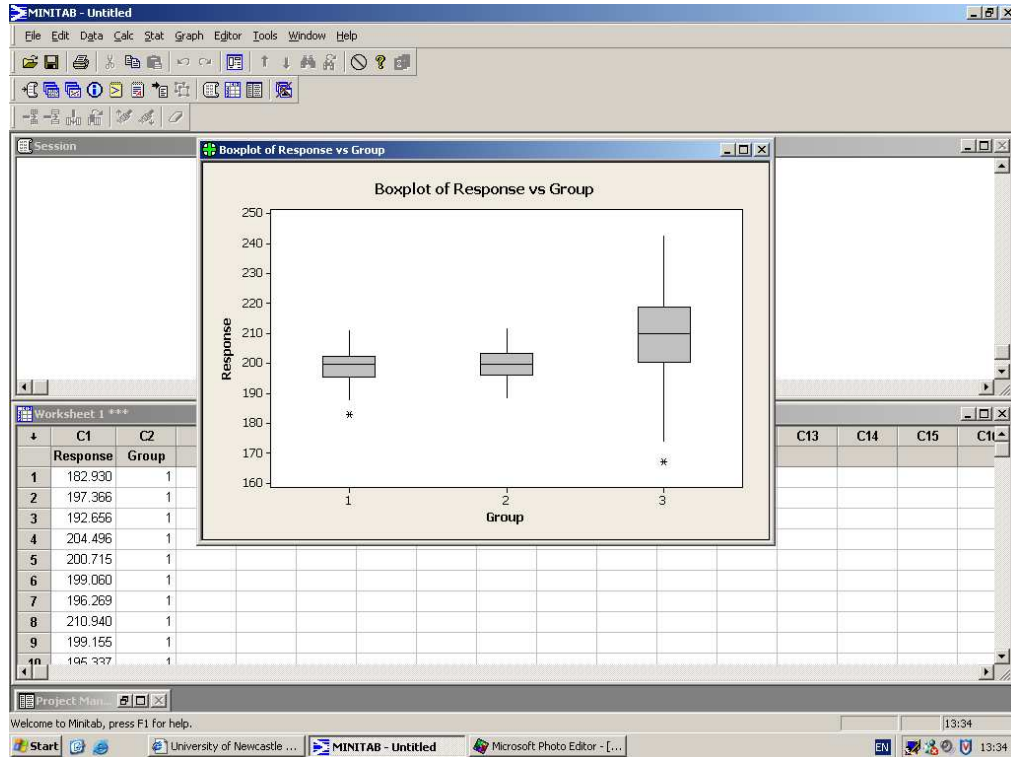 MINITAB - Untitled
File Edit Data Calc Stat Graph Editor Tools Window Help
Session
Boxplot of Response vs Group
Boxplot of Response vs Group
250
240
230
220
210
200
190
180
170
160
Response
1 2 3
Group
Worksheet 1 ***
C1 C2 C13 C14 C15
Response Group
1 182.930 1
2 197.366 1
3 192.656 1
4 204.496 1
5 200.715 1
6 199.060 1
7 196.269 1
8 210.940 1
9 199.155 1
10 195.337 1
Project Man...
Welcome to Minitab, press F1 for help. 13:34
Start University of Newcastle ... MINITAB - Untitled Microsoft Photo Editor - [... EN 13:34